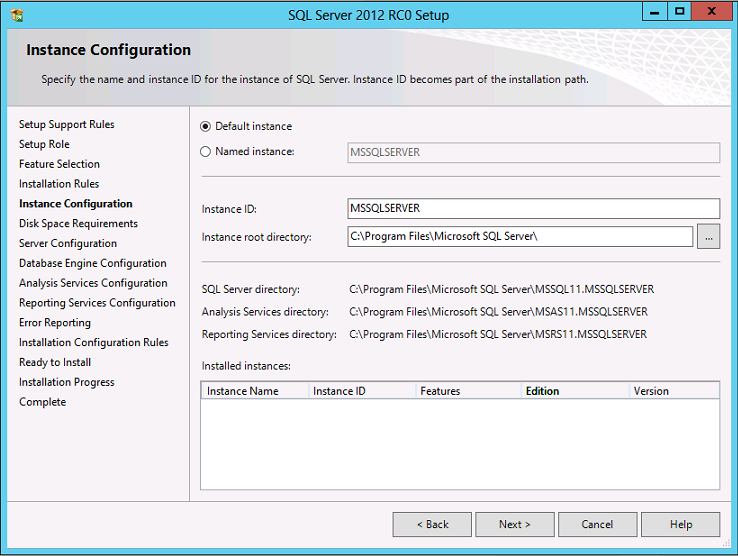 SQL Server 2012 RC0 Setup
Instance Configuration
Specify the name and instance ID for the instance of SQL Server. Instance ID becomes part of the installation path.
Setup Support Rules
Setup Role
Feature Selection
Installation Rules
Instance Configuration
Disk Space Requirements
Server Configuration
Database Engine Configuration
Analysis Services Configuration
Reporting Services Configuration
Error Reporting
Installation Configuration Rules
Ready to Install
Installation Progress
Complete
Default instance
Named instance: MSSQLSERVER
Instance ID: MSSQLSERVER
Instance root directory: C:\Program Files\Microsoft SQL Server\ ...
SQL Server directory: C:\Program Files\Microsoft SQL Server\MSSQL11.MSSQLSERVER
Analysis Services directory: C:\Program Files\Microsoft SQL Server\MSAS11.MSSQLSERVER
Reporting Services directory: C:\Program Files\Microsoft SQL Server\MSRS11.MSSQLSERVER
Installed instances:
Instance Name Instance ID Features Edition Version
< Back Next > Cancel Help